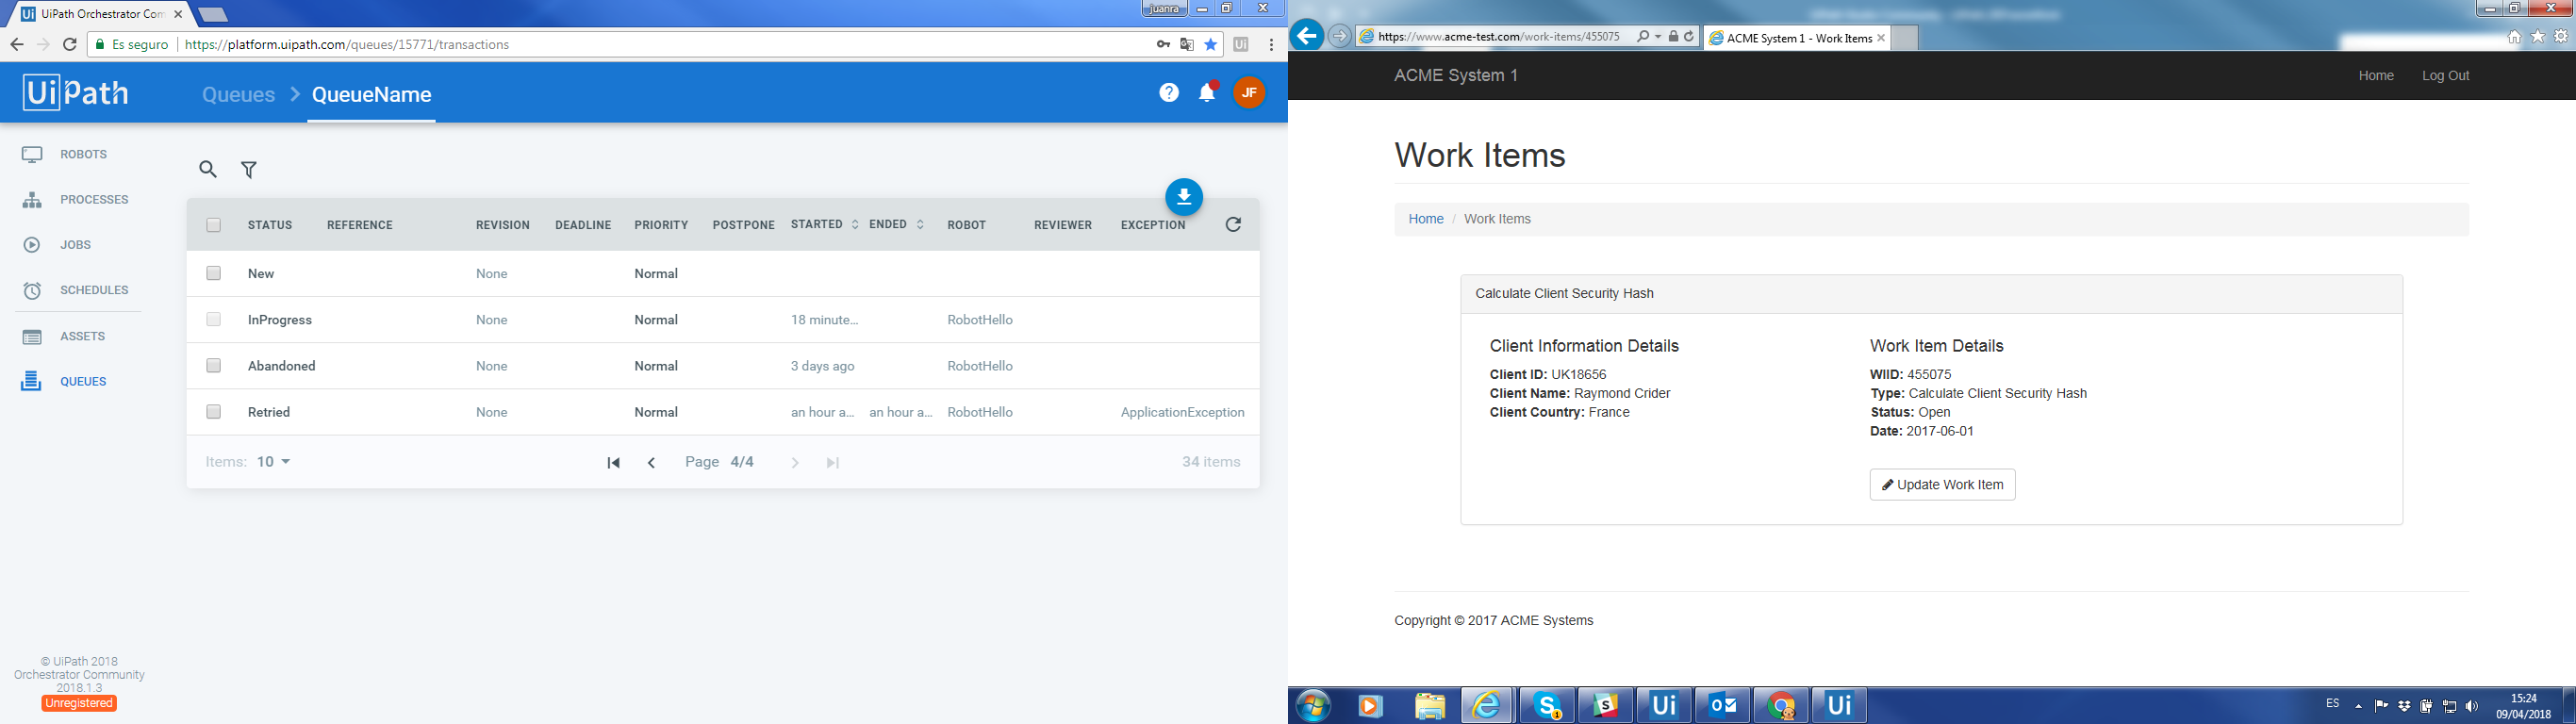 UiPath Orchestrator Com
juanra
Es seguro https://platform.uipath.com/queues/15771/transactions
Ui
UiPath
Queues > QueueName
? JF
ROBOTS
PROCESSES
JOBS
SCHEDULES
ASSETS
QUEUES
STATUS REFERENCE REVISION DEADLINE PRIORITY POSTPONE STARTED ENDED ROBOT REVIEWER EXCEPTION
New None Normal
InProgress None Normal 18 minute... RobotHello
Abandoned None Normal 3 days ago RobotHello
Retried None Normal an hour a... an hour a... RobotHello ApplicationException
Items: 10 Page 4/4 34 items
© UiPath 2018
Orchestrator Community
2018.1.3
Unregistered
https://www.acme-test.com/work-items/455075 ACME System 1 - Work Items
ACME System 1 Home Log Out
Work Items
Home / Work Items
Calculate Client Security Hash
Client Information Details
Client ID: UK18656
Client Name: Raymond Crider
Client Country: France
Work Item Details
WIID: 455075
Type: Calculate Client Security Hash
Status: Open
Date: 2017-06-01
Update Work Item
Copyright © 2017 ACME Systems
ES 15:24
09/04/2018